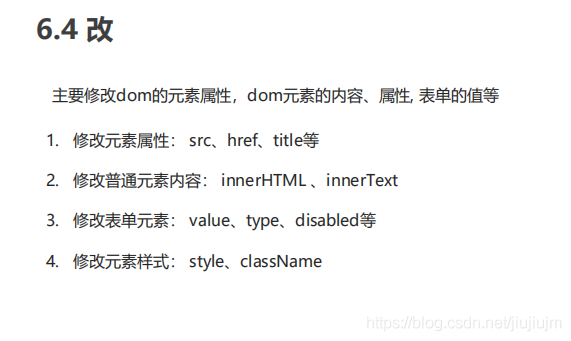 6.4 改
主要修改dom的元素属性，dom元素的内容、属性, 表单的值等
1. 修改元素属性： src、href、title等
2. 修改普通元素内容： innerHTML 、innerText
3. 修改表单元素： value、type、disabled等
4. 修改元素样式： style、className
https://blog.csdn.net/jiujiujm